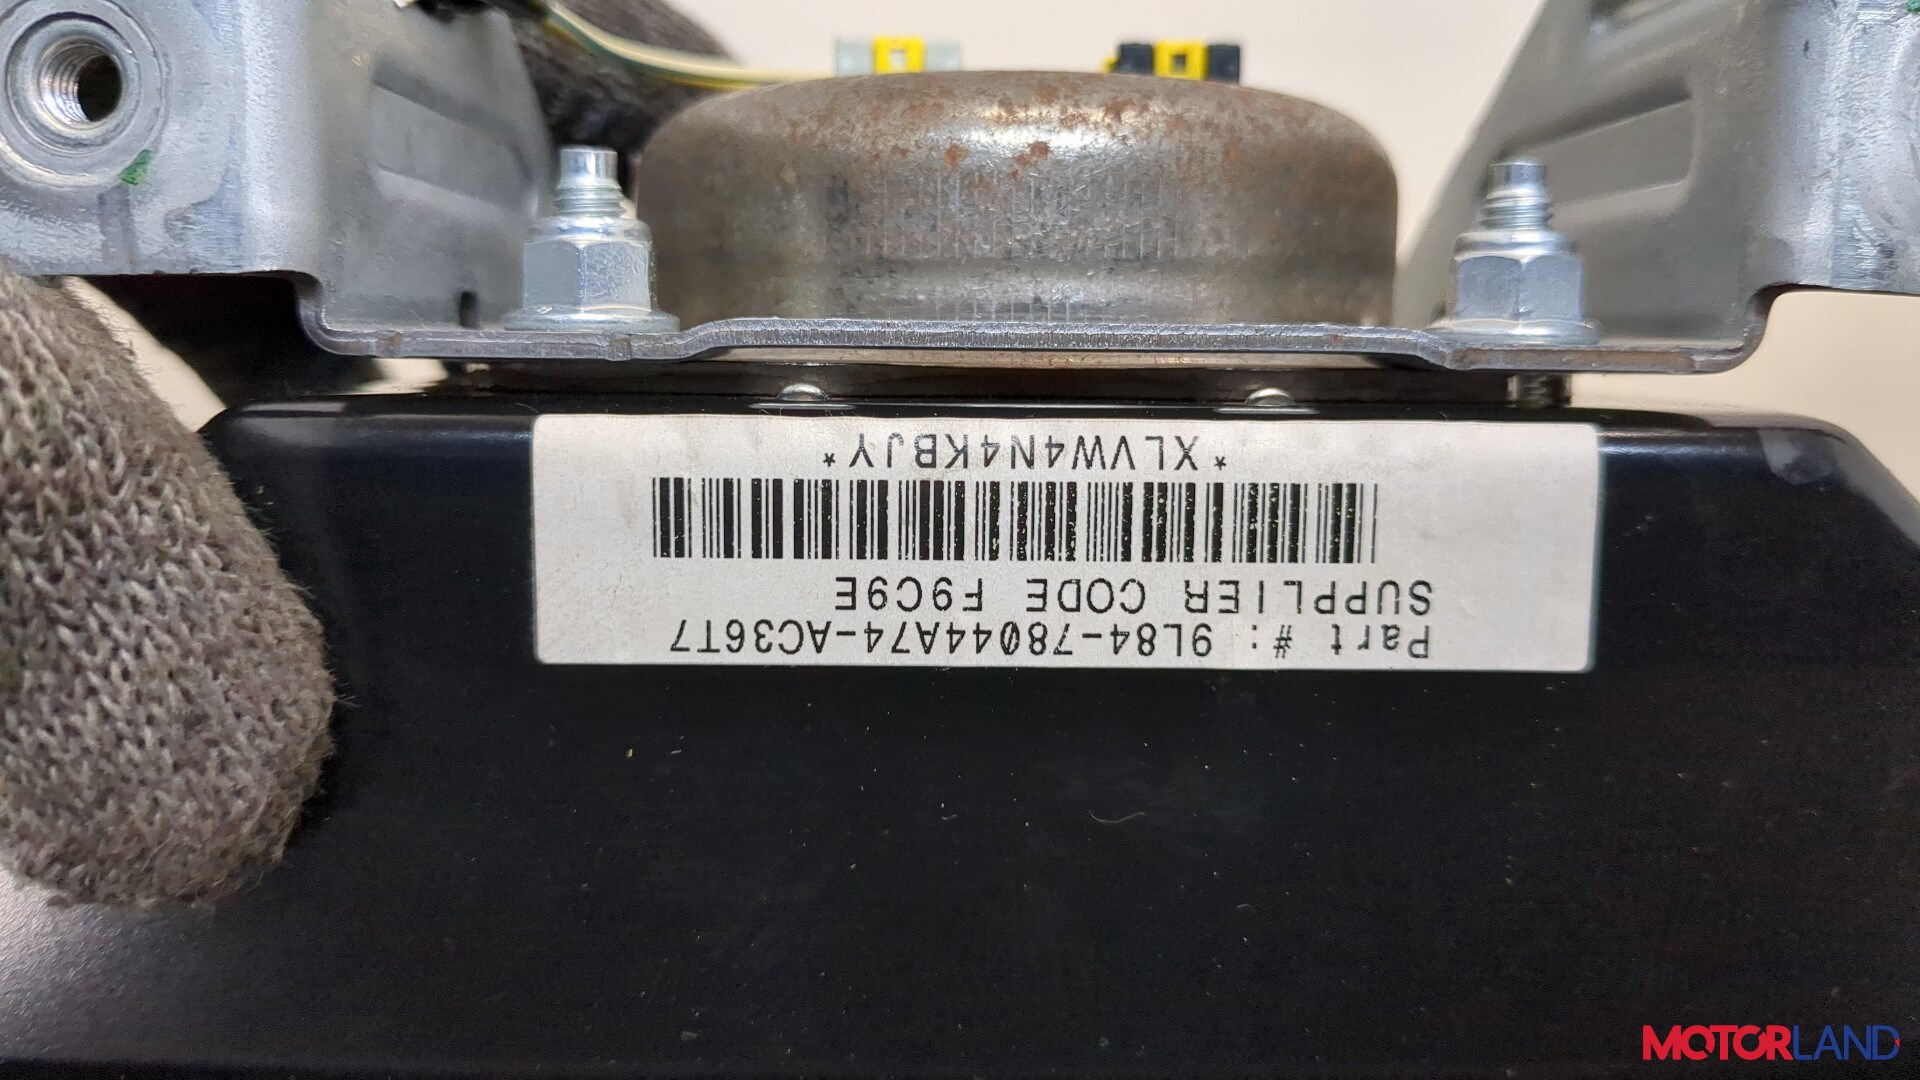 Part #: 9L84-78044A74-AC36T7
SUPPLIER CODE F9C9E
*XLVW4N4KBJY*
MOTORLAND